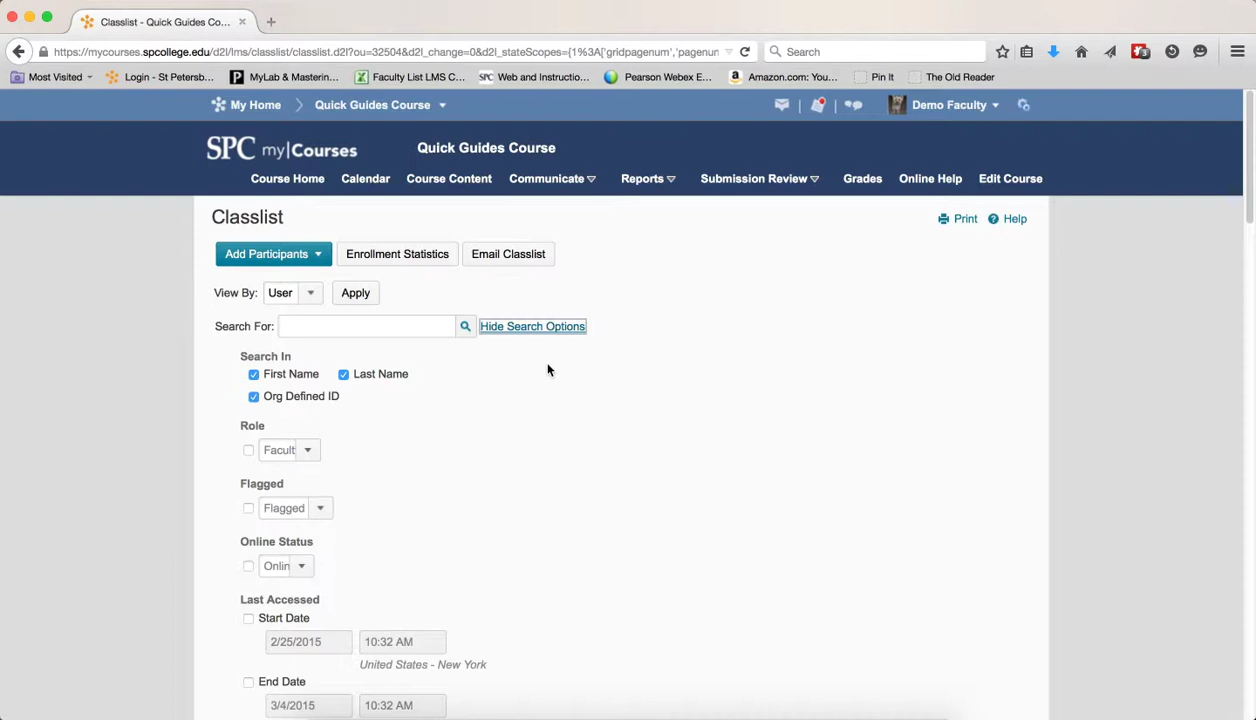 Classlist - Quick Guides Co...
https://mycourses.spcollege.edu/d2l/lms/classlist/classlist.d2l?ou=32504&d2l_change=0&d2l_stateScopes={1%3A['gridpagenum','pagenum
Search
Most Visited
Login - St Petersb...
MyLab & Mastering...
Faculty List LMS C...
SPC Web and Instructio...
Pearson Webex E...
Amazon.com: You...
Pin It
The Old Reader
My Home
Quick Guides Course
Demo Faculty
SPC my|Courses
Quick Guides Course
Course Home Calendar Course Content Communicate Reports Submission Review Grades Online Help Edit Course
Classlist
Print Help
Add Participants Enrollment Statistics Email Classlist
View By: User Apply
Search For: Hide Search Options
Search In
First Name Last Name
Org Defined ID
Role
Facult
Flagged
Flagged
Online Status
Onlin
Last Accessed
Start Date
2/25/2015 10:32 AM
United States - New York
End Date
3/4/2015 10:32 AM